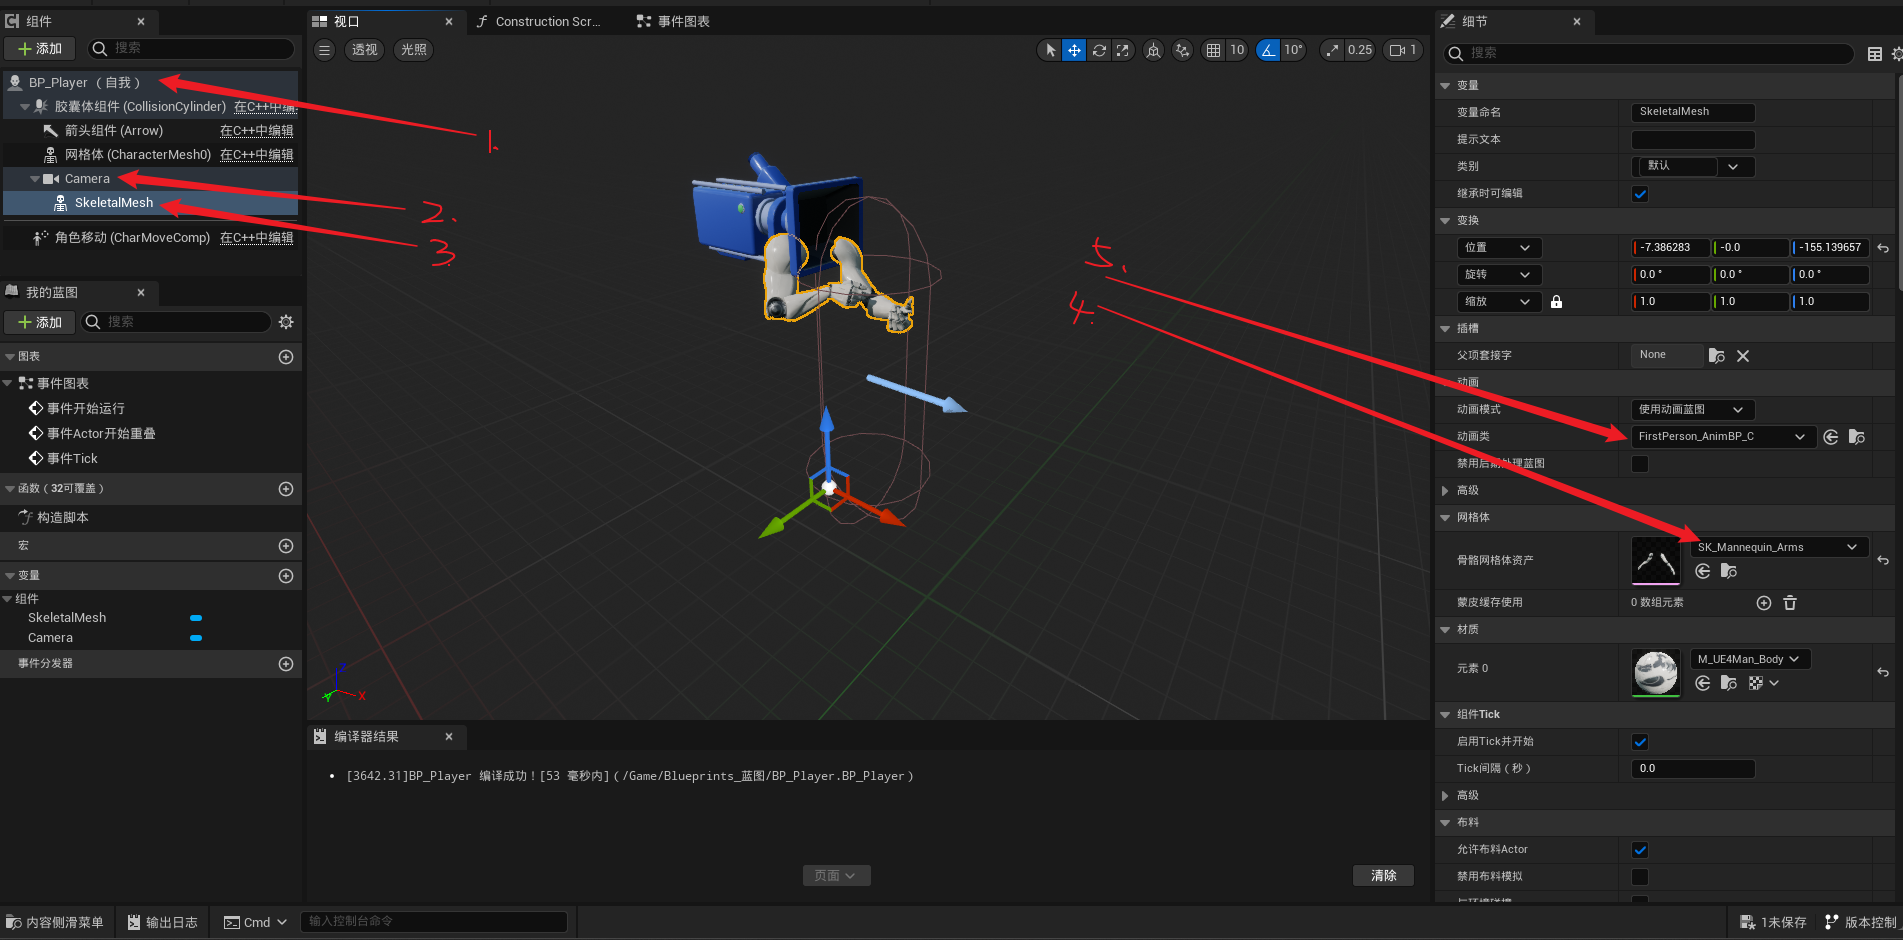 组件
添加
搜索
BP_Player （自我）
胶囊体组件 (CollisionCylinder) 在C++中编辑
箭头组件 (Arrow) 在C++中编辑
网格体 (CharacterMesh0) 在C++中编辑
Camera
SkeletalMesh
角色移动 (CharMoveComp) 在C++中编辑
我的蓝图
添加
搜索
图表
事件图表
事件开始运行
事件Actor开始重叠
事件Tick
函数（32可覆盖）
构造脚本
宏
变量
组件
SkeletalMesh
Camera
事件分发器
视口
Construction Scr...
事件图表
透视
光照
10
10°
0.25
1
1.
2.
3.
5.
4.
X
编译器结果
[3642.31]BP_Player 编译成功！[53 毫秒内]（/Game/Blueprints_蓝图/BP_Player.BP_Player）
页面
清除
细节
搜索
变量
变量命名 SkeletalMesh
提示文本
类别 默认
继承时可编辑
变换
位置 -7.386283 -0.0 -155.139657
旋转 0.0 ° 0.0 ° 0.0 °
缩放 1.0 1.0 1.0
插槽
父项套接字 None
动画
动画模式 使用动画蓝图
动画类 FirstPerson_AnimBP_C
禁用后期处理蓝图
高级
网格体
骨骼网格体资产 SK_Mannequin_Arms
蒙皮缓存使用 0 数组元素
材质
元素 0 M_UE4Man_Body
组件Tick
启用Tick并开始
Tick间隔（秒） 0.0
高级
布料
允许布料Actor
禁用布料模拟
内容侧滑菜单
输出日志
Cmd
输入控制台命令
1未保存
版本控制